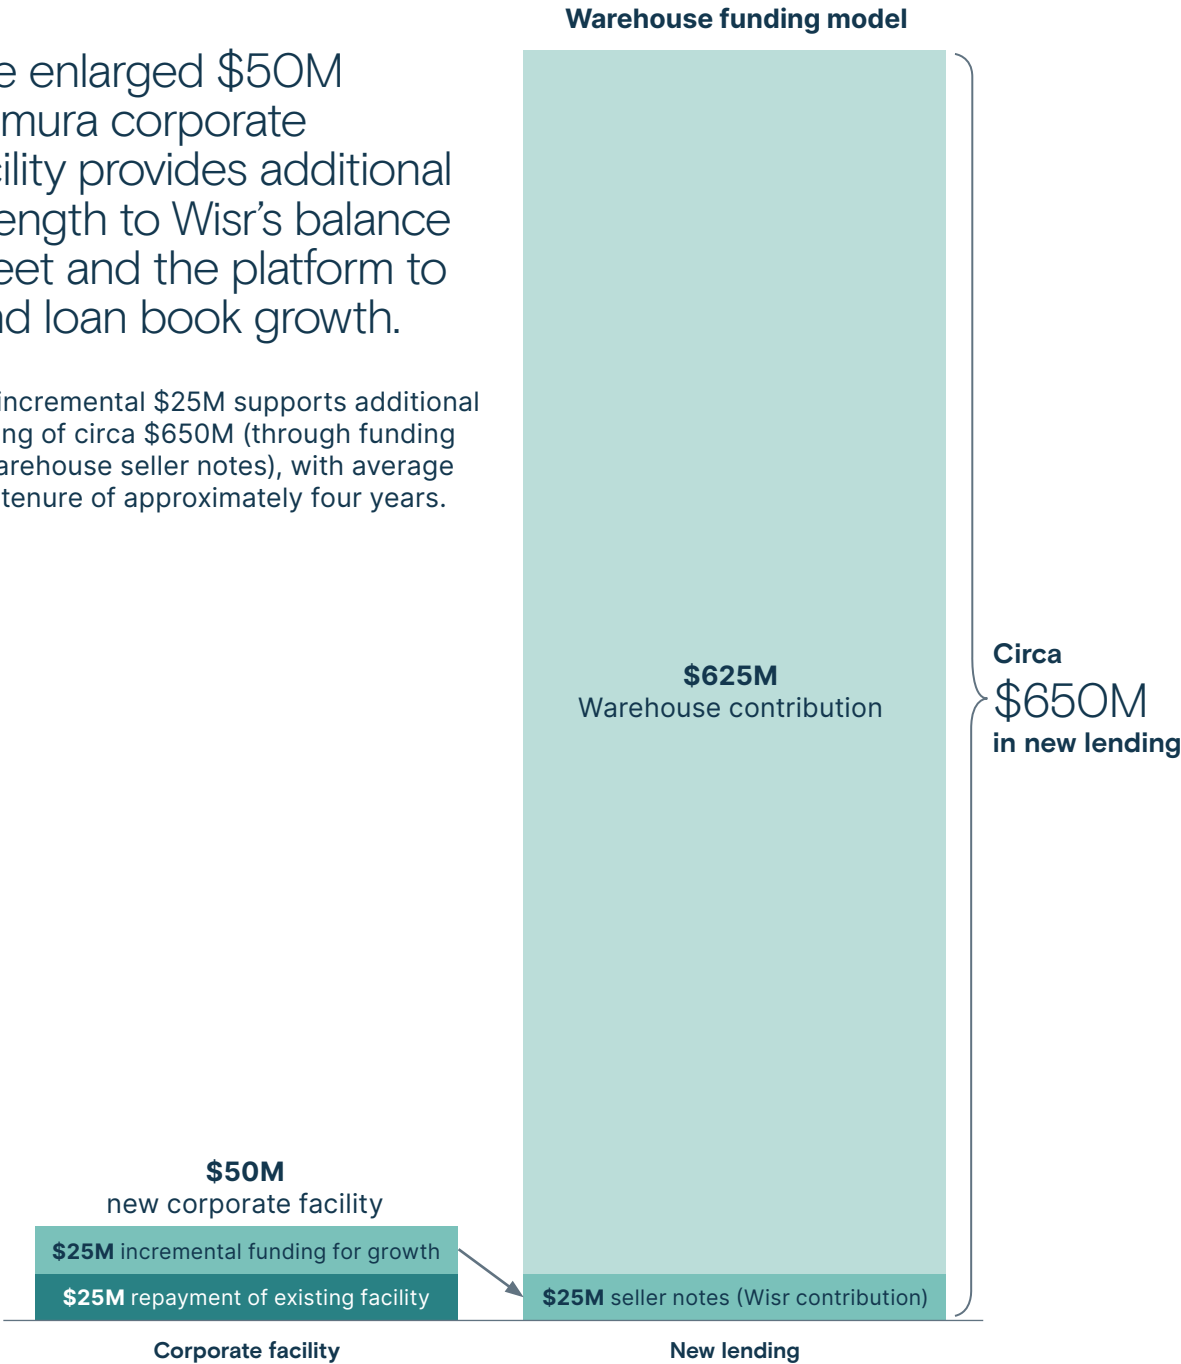 Warehouse funding model
e enlarged $50M
mura corporate
ility provides additional
ength to Wisr's balance
eet and the platform to
nd loan book growth.
incremental $25M supports additional
ng of circa $650M (through funding
arehouse seller notes), with average
tenure of approximately four years.
$625M
Warehouse contribution
Circa
$650M
in new lending
$50M
new corporate facility
$25M incremental funding for growth
$25M repayment of existing facility
$25M seller notes (Wisr contribution)
Corporate facility
New lending